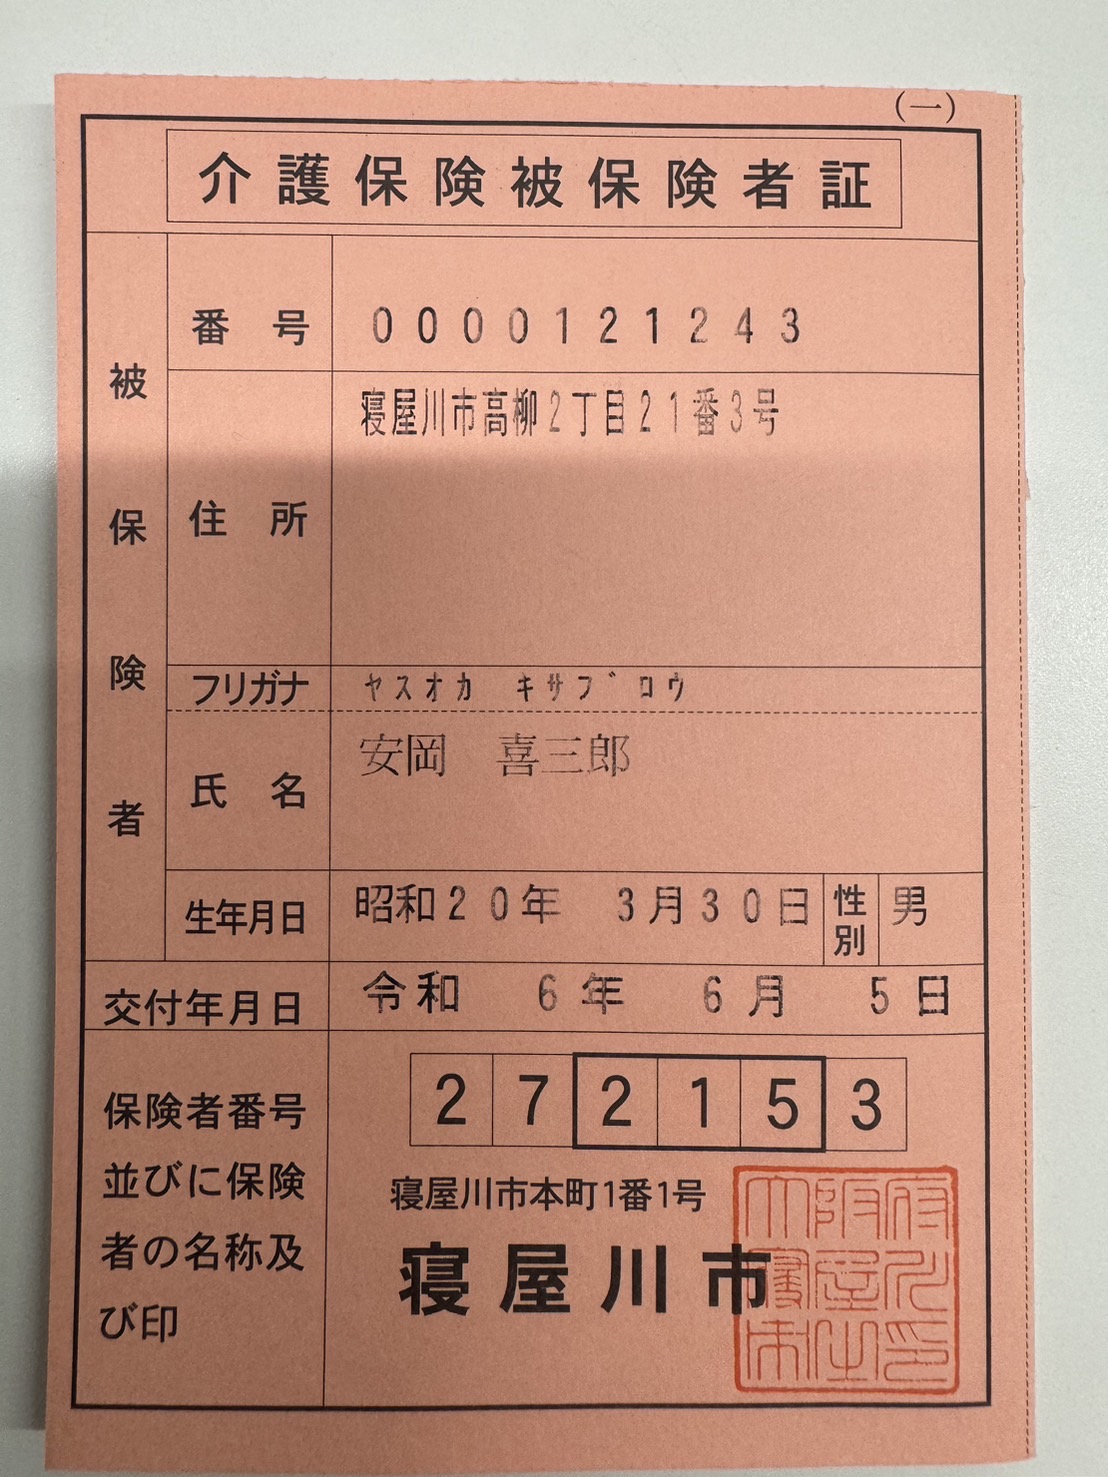 (一)
介護保険被保険者証
被保険者
番号 0000121243
住所 寝屋川市高柳2丁目21番3号
フリガナ ヤスオカ キサブロウ
氏名 安岡 喜三郎
生年月日 昭和20年 3月30日 性別 男
交付年月日 令和 6年 6月 5日
保険者番号
並びに保険
者の名称及
び印
272153
寝屋川市本町1番1号
寝屋川市